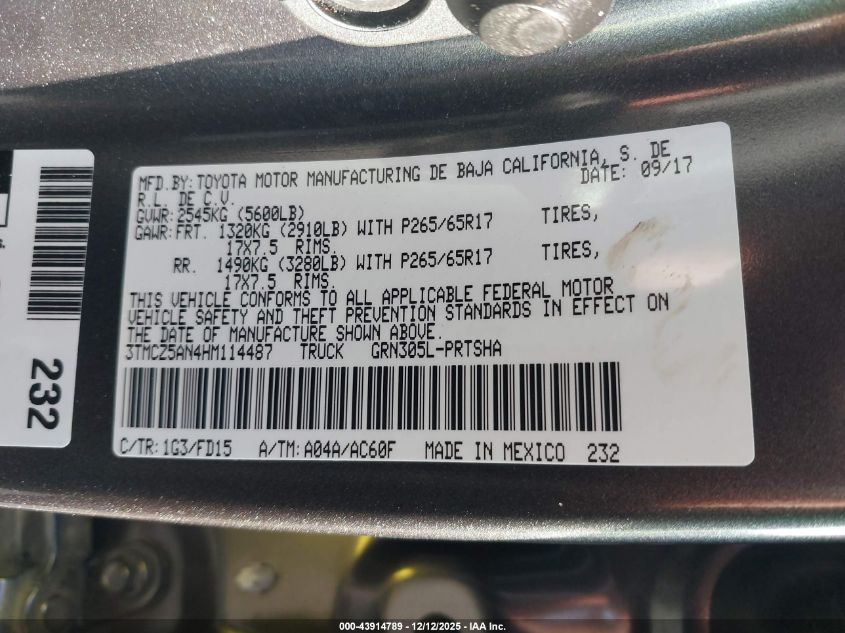 MFD.BY: TOYOTA MOTOR MANUFACTURING DE BAJA CALIFORNIA, S. DE
R.L. DE C.V. DATE: 09/17
GVWR: 2545KG (5600LB)
GAWR: FRT. 1320KG (2910LB) WITH P265/65R17 TIRES,
17X7.5 RIMS.
RR. 1490KG (3280LB) WITH P265/65R17 TIRES,
17X7.5 RIMS.
THIS VEHICLE CONFORMS TO ALL APPLICABLE FEDERAL MOTOR
VEHICLE SAFETY AND THEFT PREVENTION STANDARDS IN EFFECT ON
THE DATE OF MANUFACTURE SHOWN ABOVE.
3TMCZ5AN4HM114487 TRUCK GRN305L-PRTSHA
C/TR: 1G3/FD15 A/TM: A04A/AC60F MADE IN MEXICO 232
232
000-43914789 - 12/12/2025 - IAA Inc.